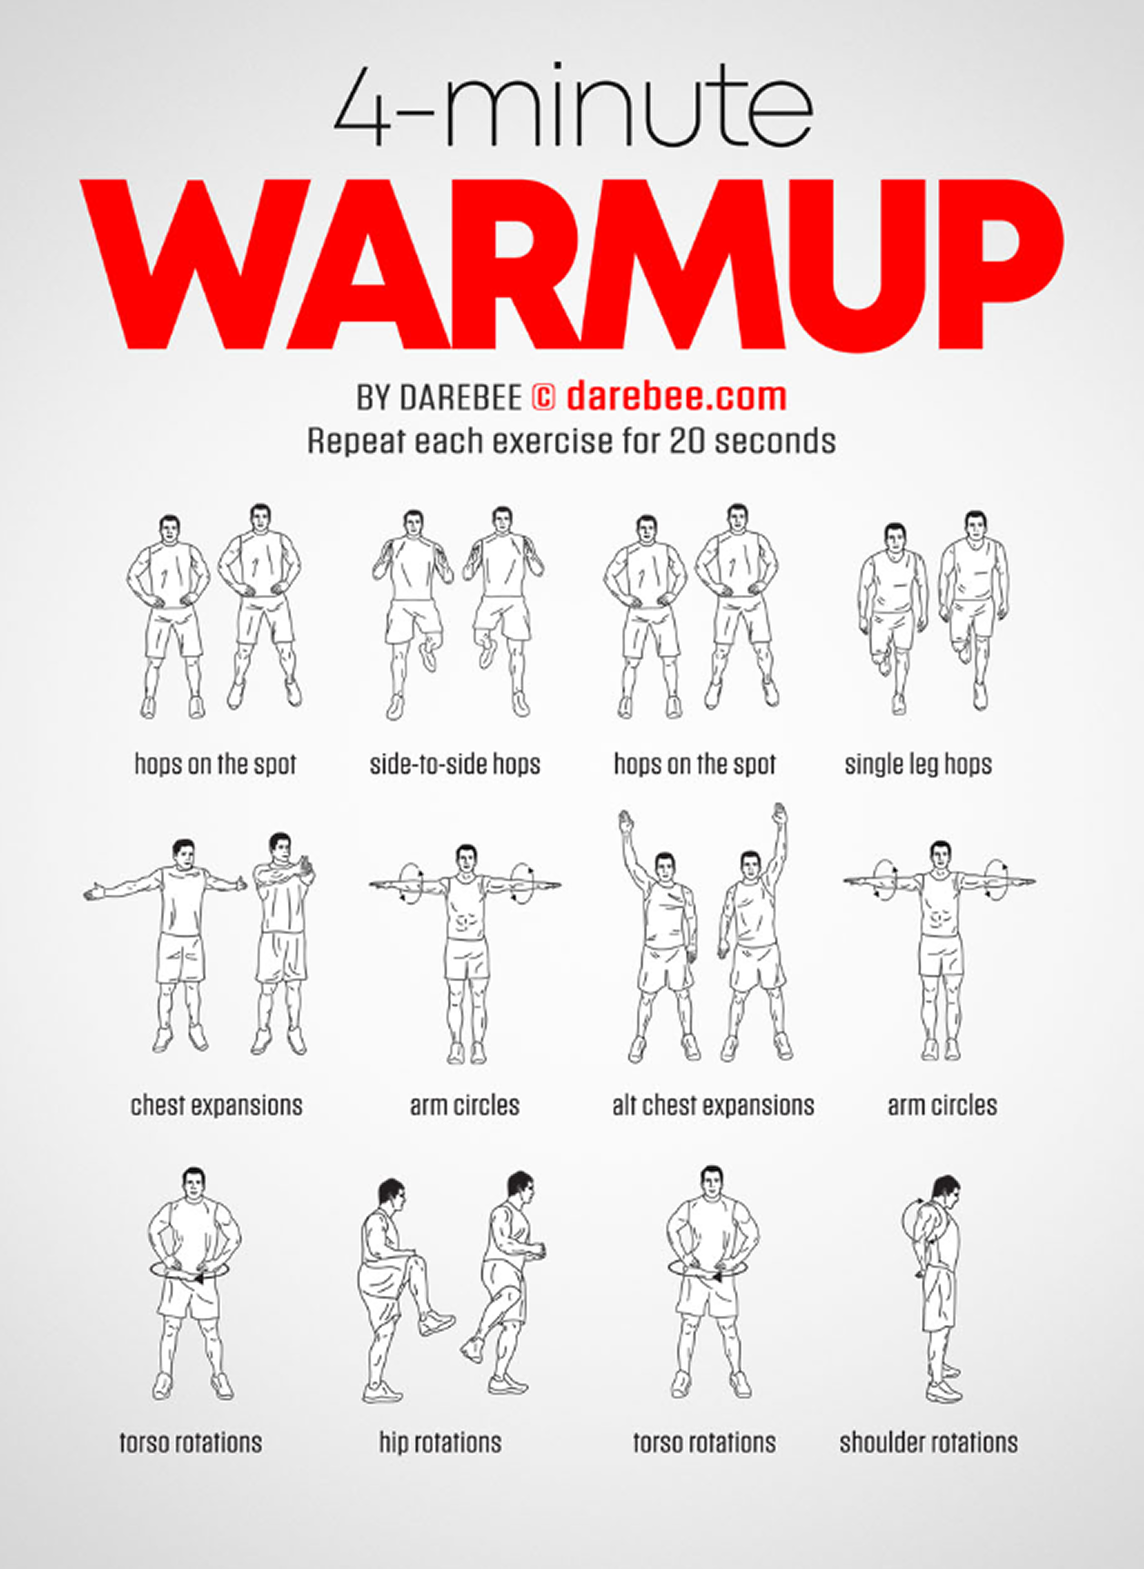 4-minute
WARMUP
BY DAREBEE © darebee.com
Repeat each exercise for 20 seconds
hops on the spot
side-to-side hops
hops on the spot
single leg hops
chest expansions
arm circles
alt chest expansions
arm circles
torso rotations
hip rotations
torso rotations
shoulder rotations